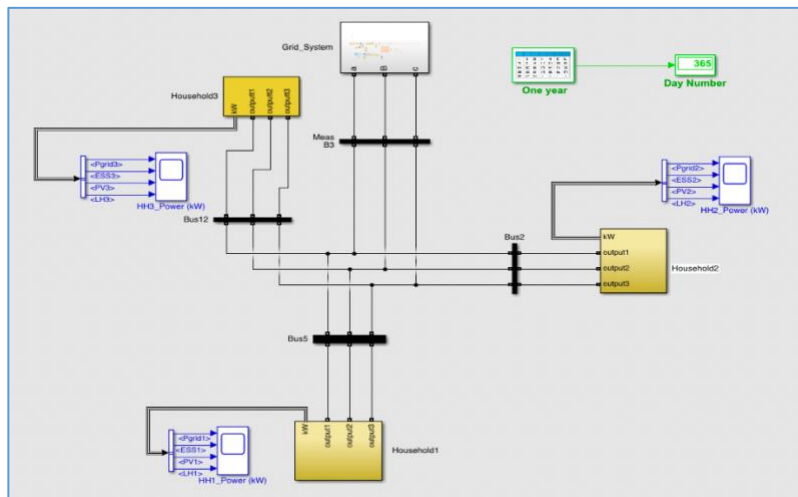 Grid_System
a
B
c
One year
365
Day Number
Household3
kW
output1
output2
output3
Meas
B3
<Pgrid3>
<ESS3>
<PV3>
<LH3>
HH3_Power (kW)
Bus12
<Pgrid2>
<ESS2>
<PV2>
<LH2>
HH2_Power (kW)
Bus2
kW
output1
output2
output3
Household2
Bus5
kW
output1
output2
output3
Household1
<Pgrid1>
<ESS1>
<PV1>
<LH1>
HH1_Power (kW)